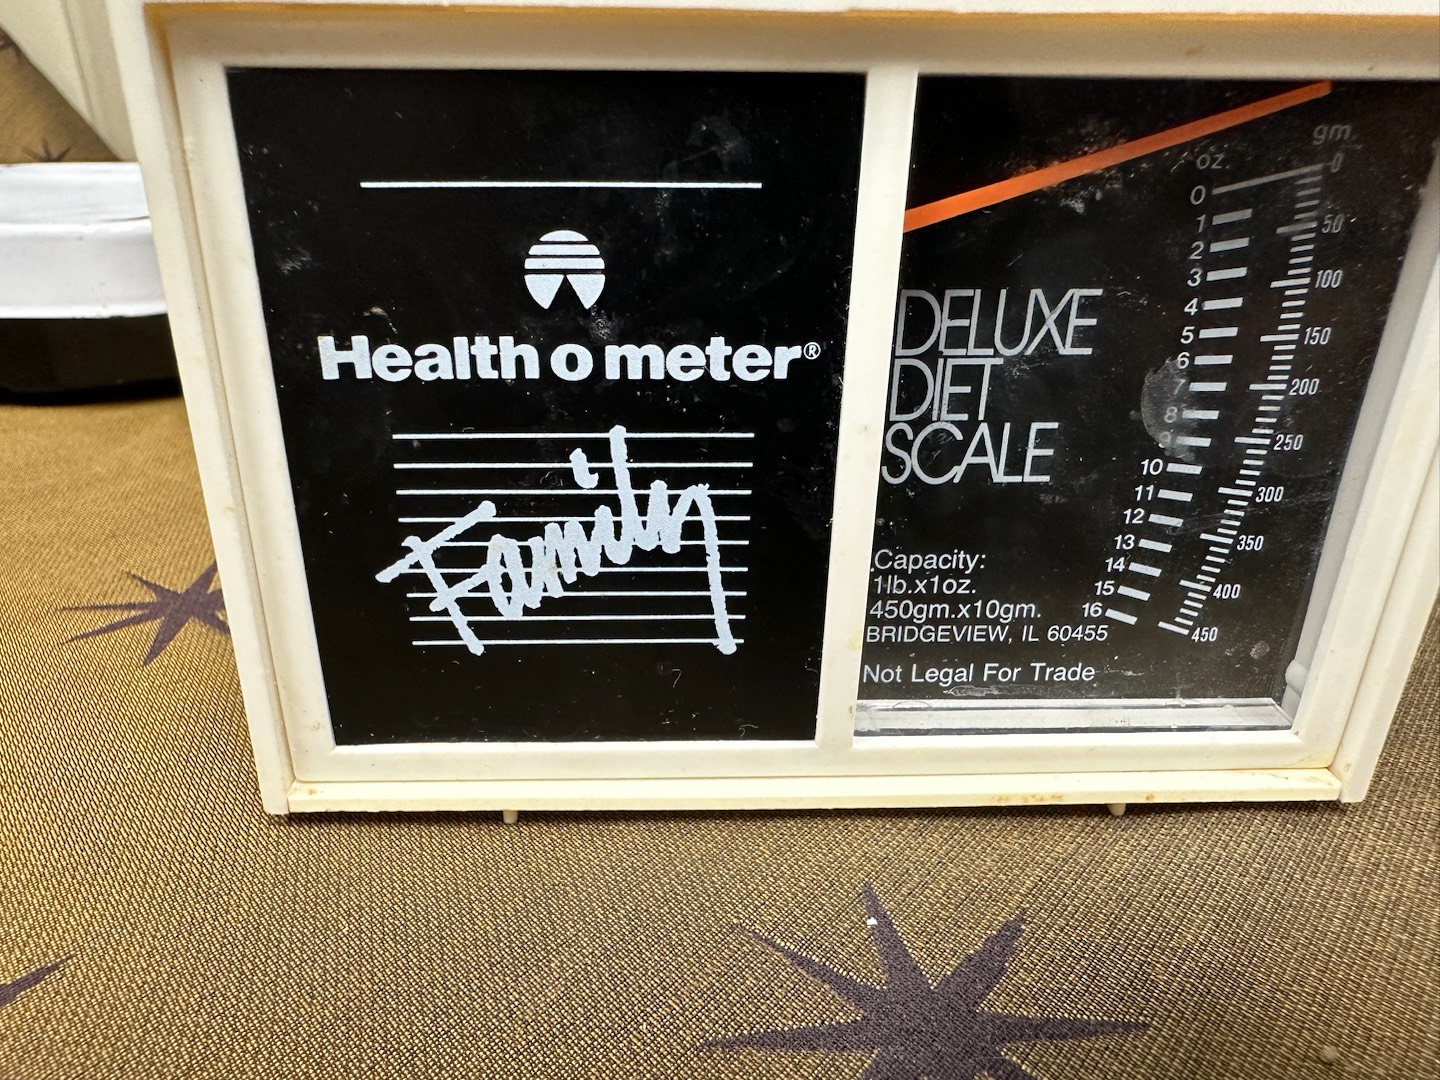 Health o meter®
Family
DELUXE
DIET
SCALE
Capacity:
1lb.x1oz.
450gm.x10gm.
BRIDGEVIEW, IL 60455
Not Legal For Trade
oz.
0
1
2
3
4
5
6
7
8
9
10
11
12
13
14
15
16
gm.
0
50
100
150
200
250
300
350
400
450